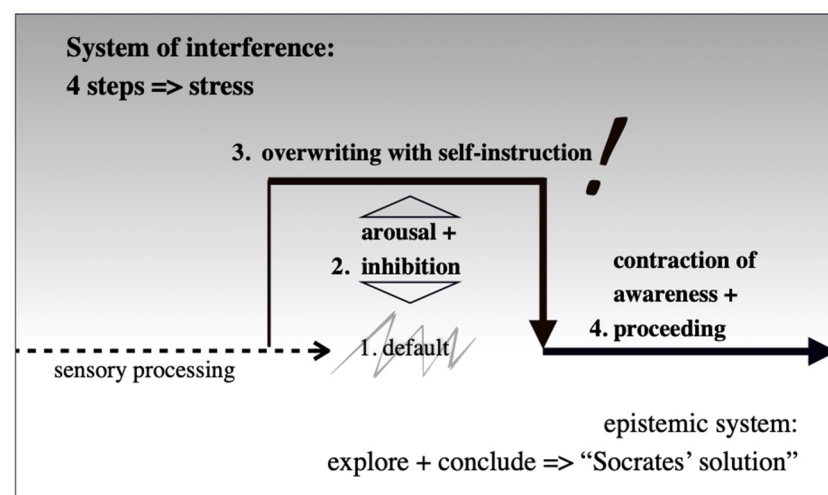 System of interference:
4 steps => stress
3. overwriting with self-instruction !
arousal +
2. inhibition
contraction of
awareness +
4. proceeding
1. default
sensory processing
epistemic system:
explore + conclude => “Socrates’ solution”